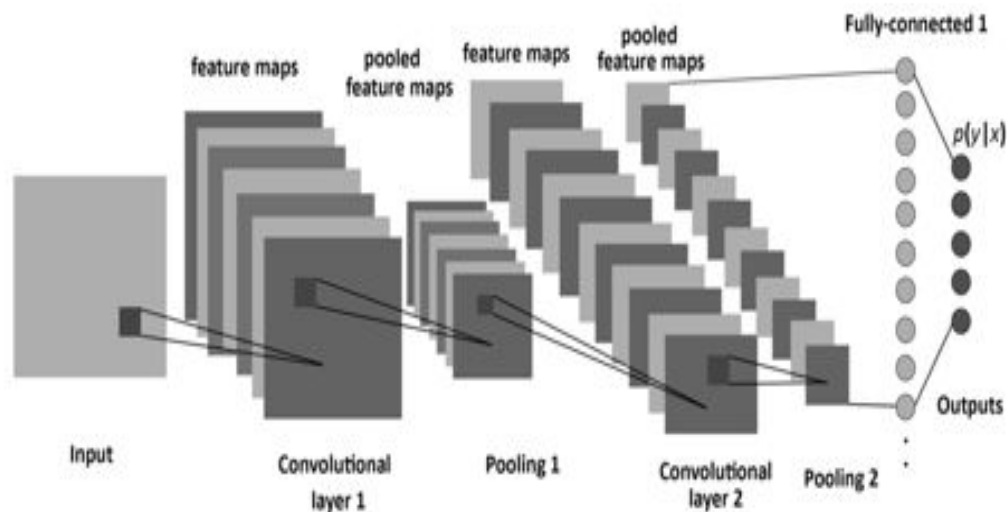 Fully-connected 1
feature maps
pooled
feature maps
feature maps
pooled
feature maps
p(y|x)
Outputs
Input
Convolutional
layer 1
Pooling 1
Convolutional
layer 2
Pooling 2